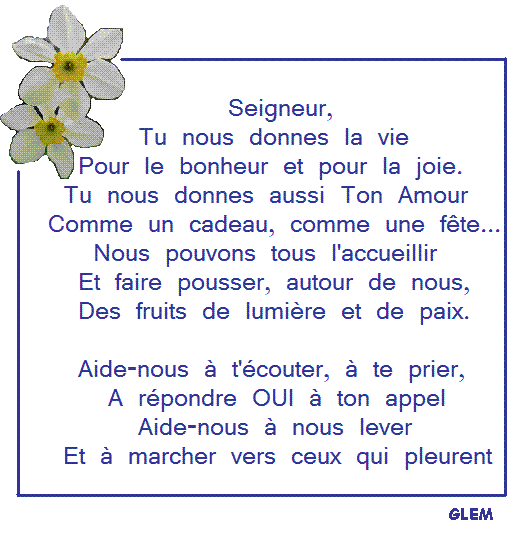 Seigneur,
Tu nous donnes la vie
Pour le bonheur et pour la joie.
Tu nous donnes aussi Ton Amour
Comme un cadeau, comme une fête...
Nous pouvons tous l'accueillir
Et faire pousser, autour de nous,
Des fruits de lumière et de paix.

Aide-nous à t'écouter, à te prier,
A répondre OUI à ton appel
Aide-nous à nous lever
Et à marcher vers ceux qui pleurent
GLEM